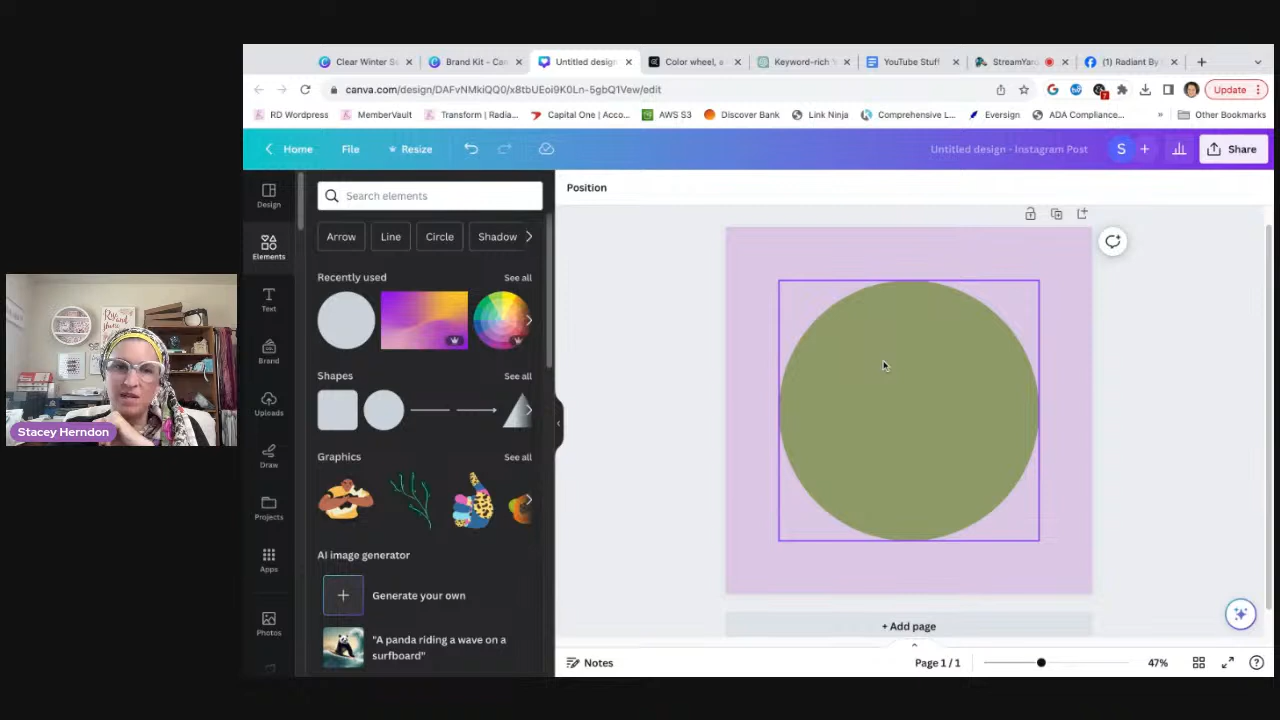 Clear Winter Se
Brand Kit - Can
Untitled design
Color wheel, a
Keyword-rich
YouTube Stuf!
StreamYar
(1) Radiant By
canva.com/design/DAFvNMkiQQ0/x8tbUEoi9K0Ln-5gbQ1Vew/edit
Update
RD Wordpress
MemberVault
Transform | Radia...
Capital One | Acco...
AWS S3
Discover Bank
Link Ninja
Comprehensive L...
Eversign
ADA Compliance...
»
Other Bookmarks
Home
File
Resize
Untitled design - Instagram Post
S
+
Share
Design
Elements
Text
Brand
Uploads
Draw
Projects
Apps
Photos
Search elements
Arrow
Line
Circle
Shadow
Recently used
See all
Shapes
See all
Graphics
See all
AI image generator
Generate your own
"A panda riding a wave on a
surfboard"
Position
+ Add page
Notes
Page 1 / 1
47%
Stacey Herndon